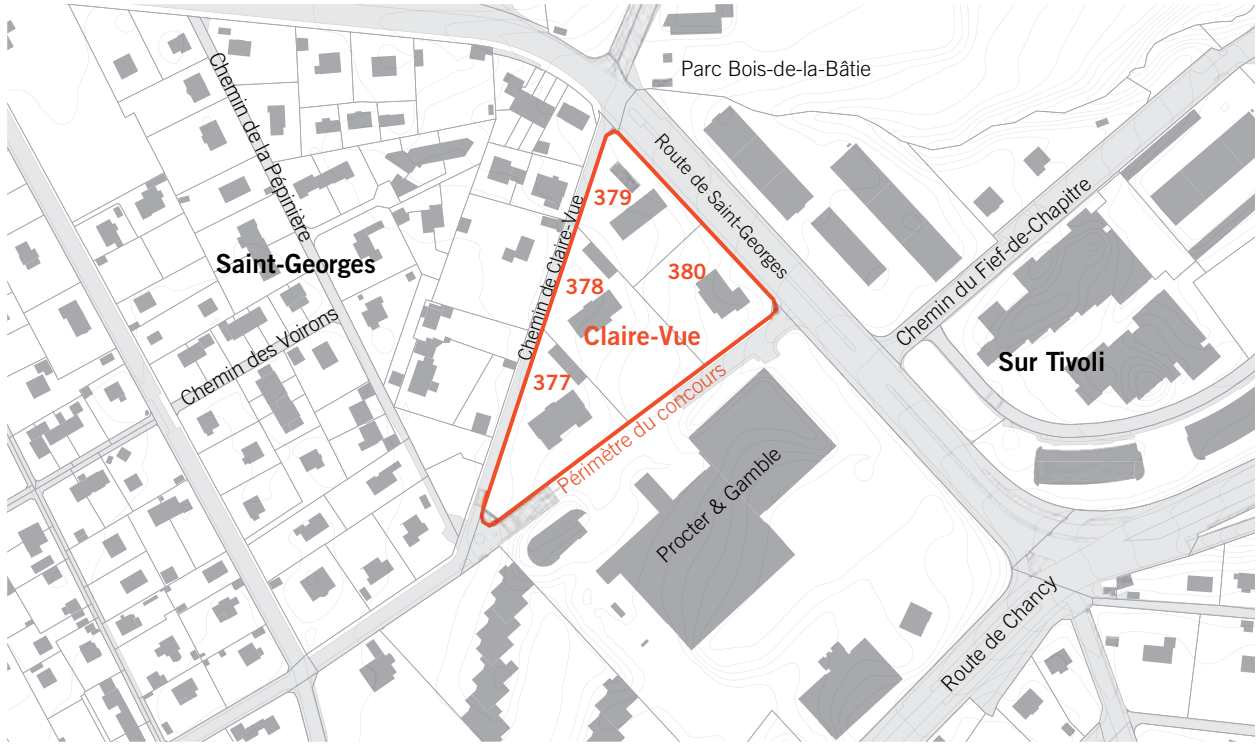 Parc Bois-de-la-Bâtie
Chemin de la Pépinière
Route de Saint-Georges
379
Chemin de Claire-Vue
Chemin du Fief-de-Chapitre
Saint-Georges
380
378
Claire-Vue
Chemin des Voirons
Sur Tivoli
377
Périmètre du concours
Procter & Gamble
Route de Chancy